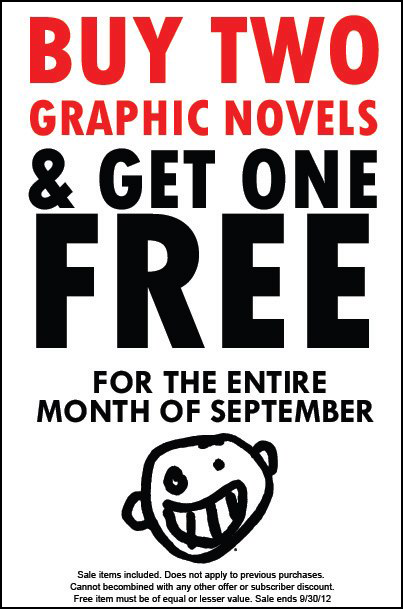 BUY TWO
GRAPHIC NOVELS
& GET ONE
FREE
FOR THE ENTIRE
MONTH OF SEPTEMBER
Sale items included. Does not apply to previous purchases.
Cannot becombined with any other offer or subscriber discount.
Free item must be of equal or lesser value. Sale ends 9/30/12